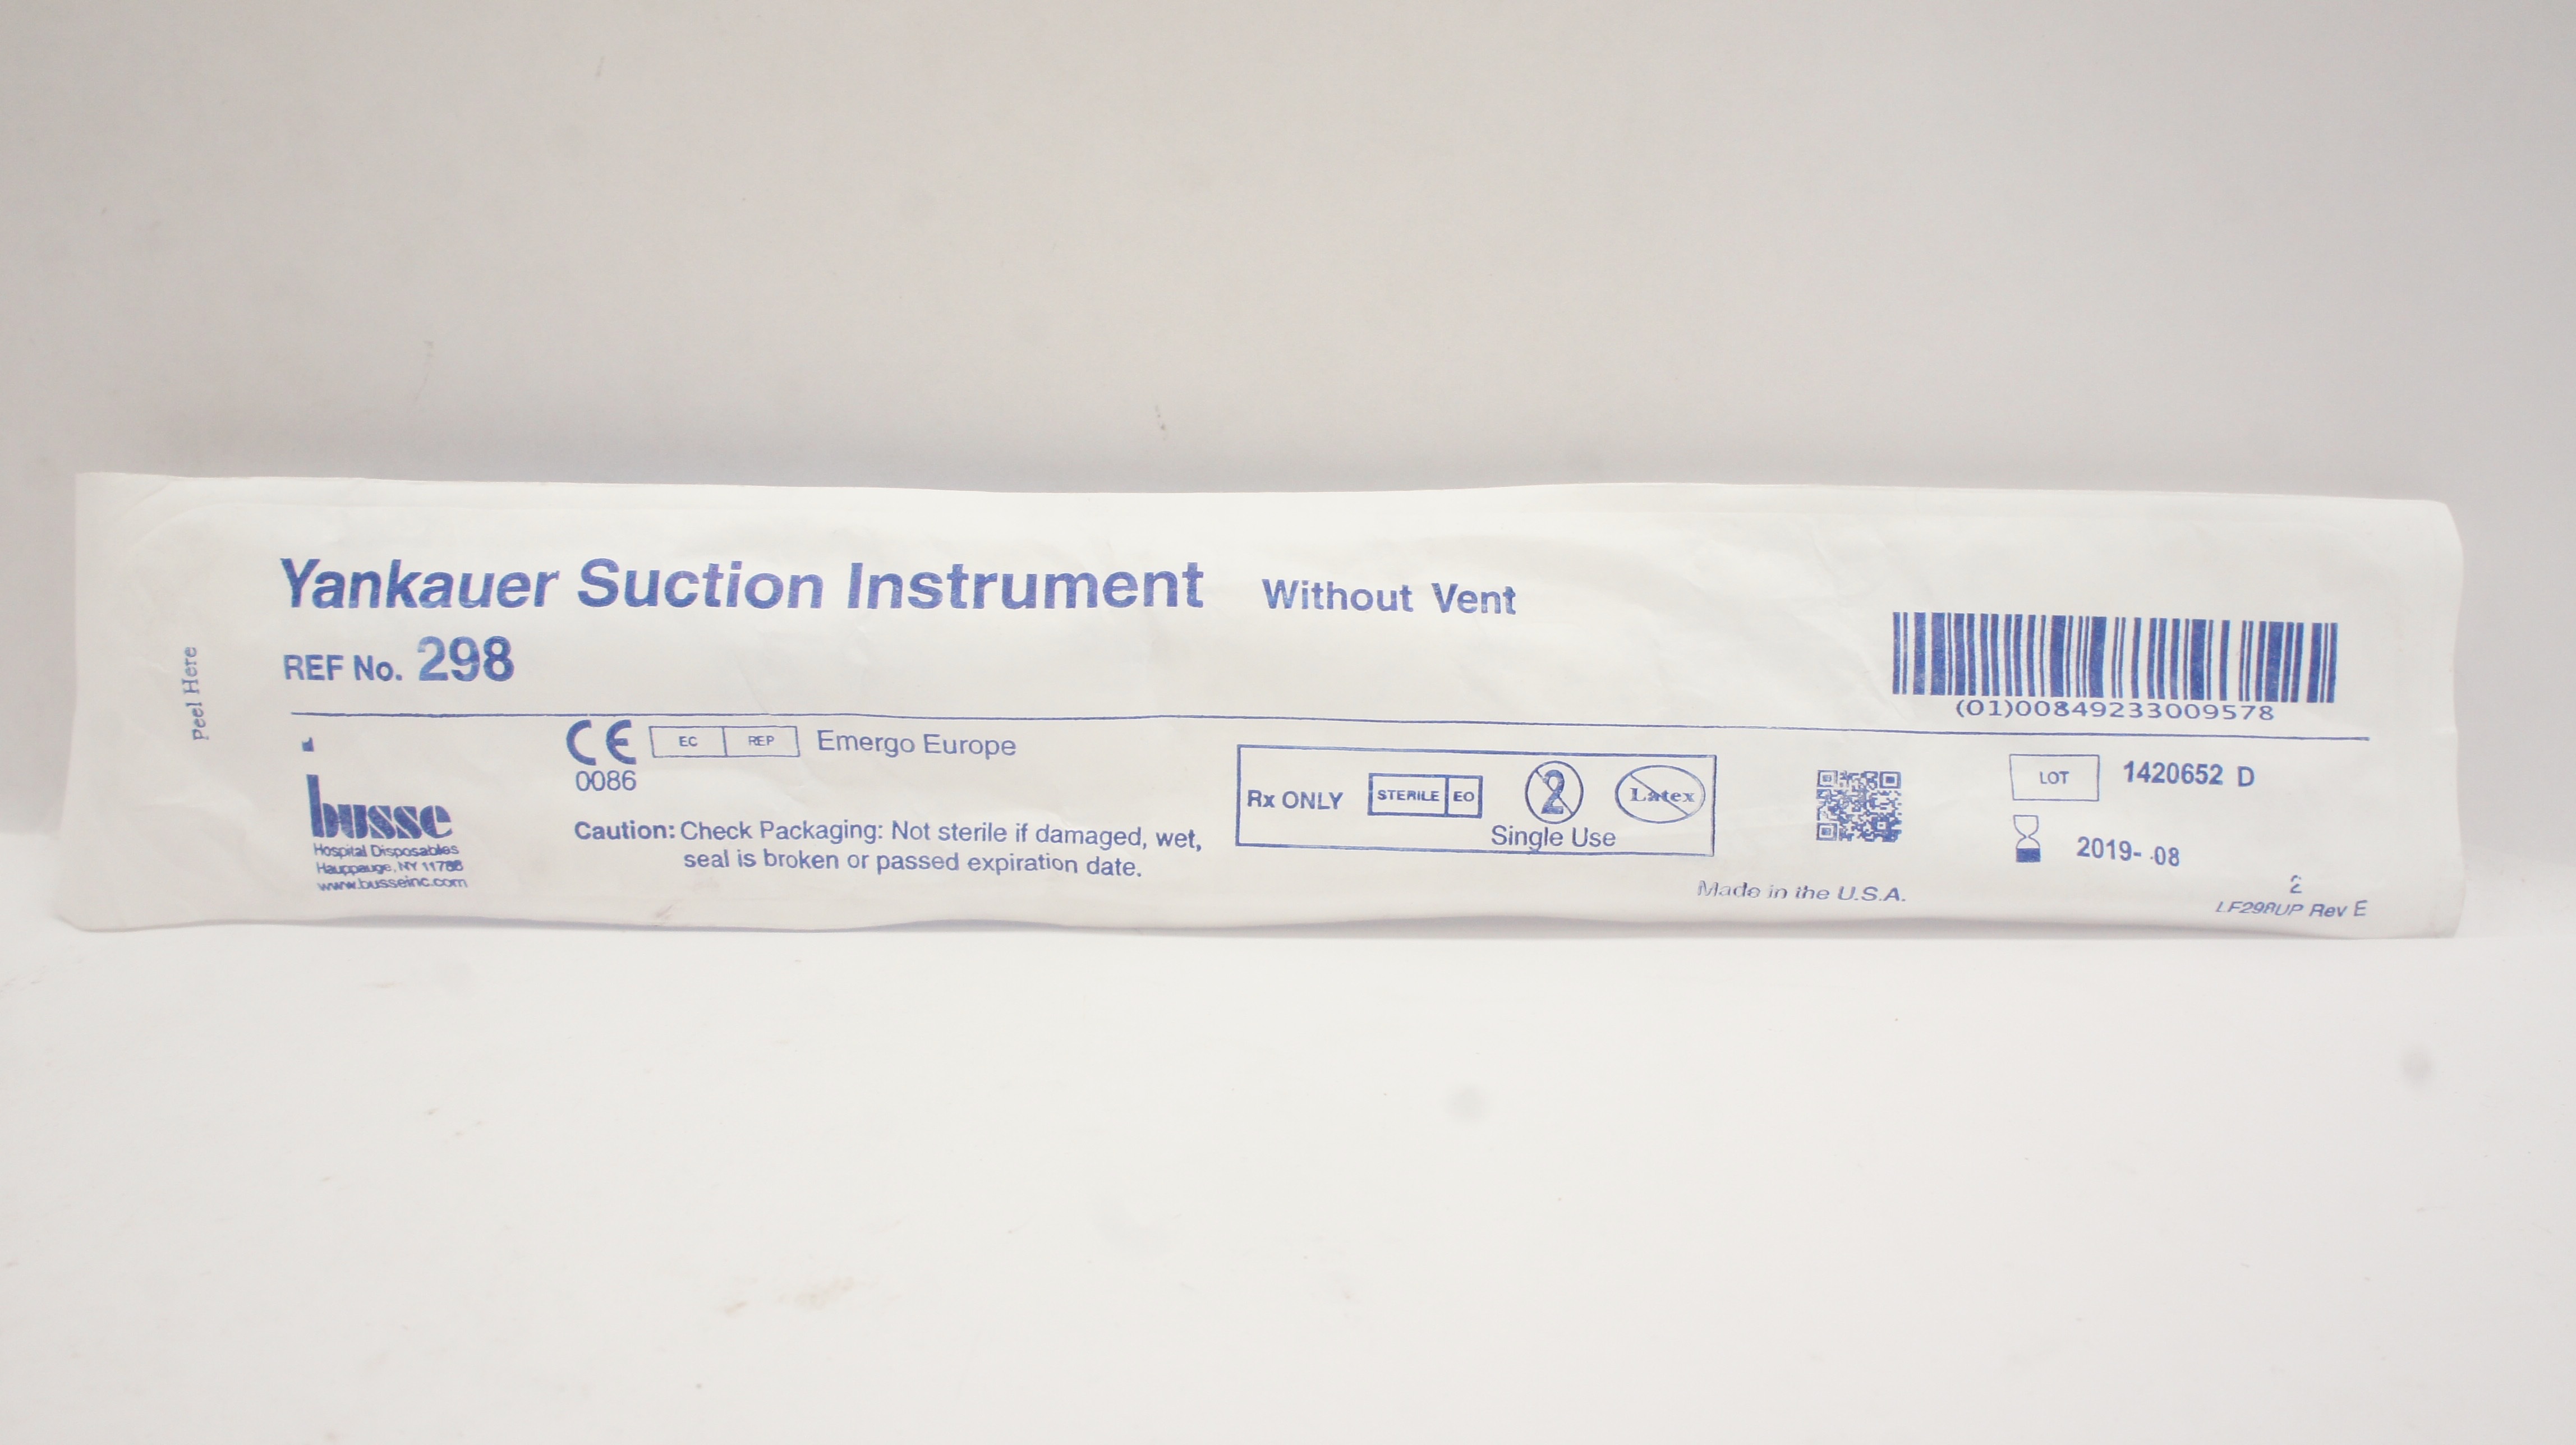 Yankauer Suction Instrument Without Vent
REF No. 298
Peel Here
(01)00849233009578
CE EC REP Emergo Europe
0086
busse
Hospital Disposables
Hauppauge, NY 11788
www.busseinc.com
Caution: Check Packaging: Not sterile if damaged, wet,
seal is broken or passed expiration date.
Rx ONLY STERILE EO 2 Latex
Single Use
LOT 1420652 D
2019- 08
Made in the U.S.A.
2
LF298UP Rev E